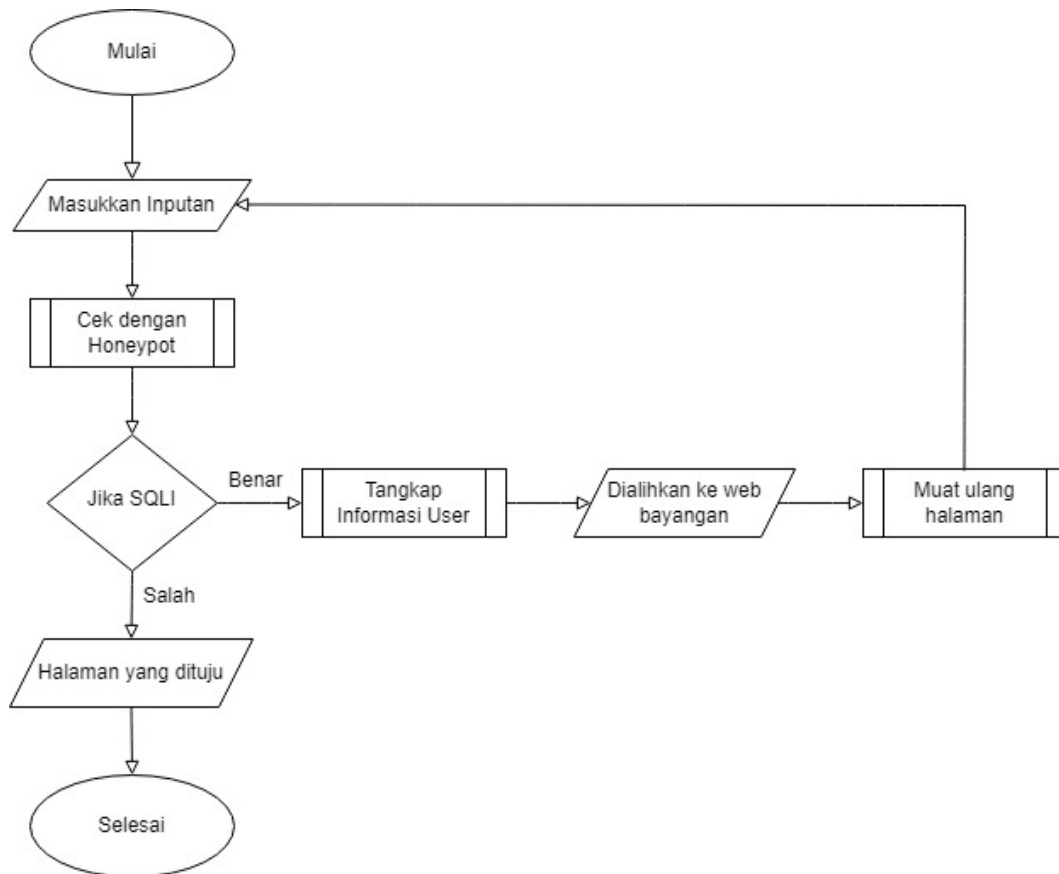 Mulai
Masukkan Inputan
Cek dengan
Honeypot
Jika SQLI
Benar
Tangkap
Informasi User
Dialihkan ke web
bayangan
Muat ulang
halaman
Salah
Halaman yang dituju
Selesai